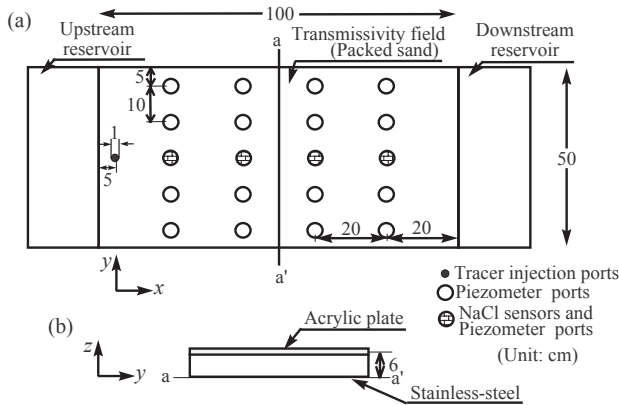 (a)
100
Upstream
reservoir
a
Transmissivity field
(Packed sand)
Downstream
reservoir
5
10
1
5
50
20
20
y
x
a'
Tracer injection ports
Piezometer ports
NaCl sensors and
Piezometer ports
(Unit: cm)
(b)
Acrylic plate
z
y
a
6
a'
Stainless-steel